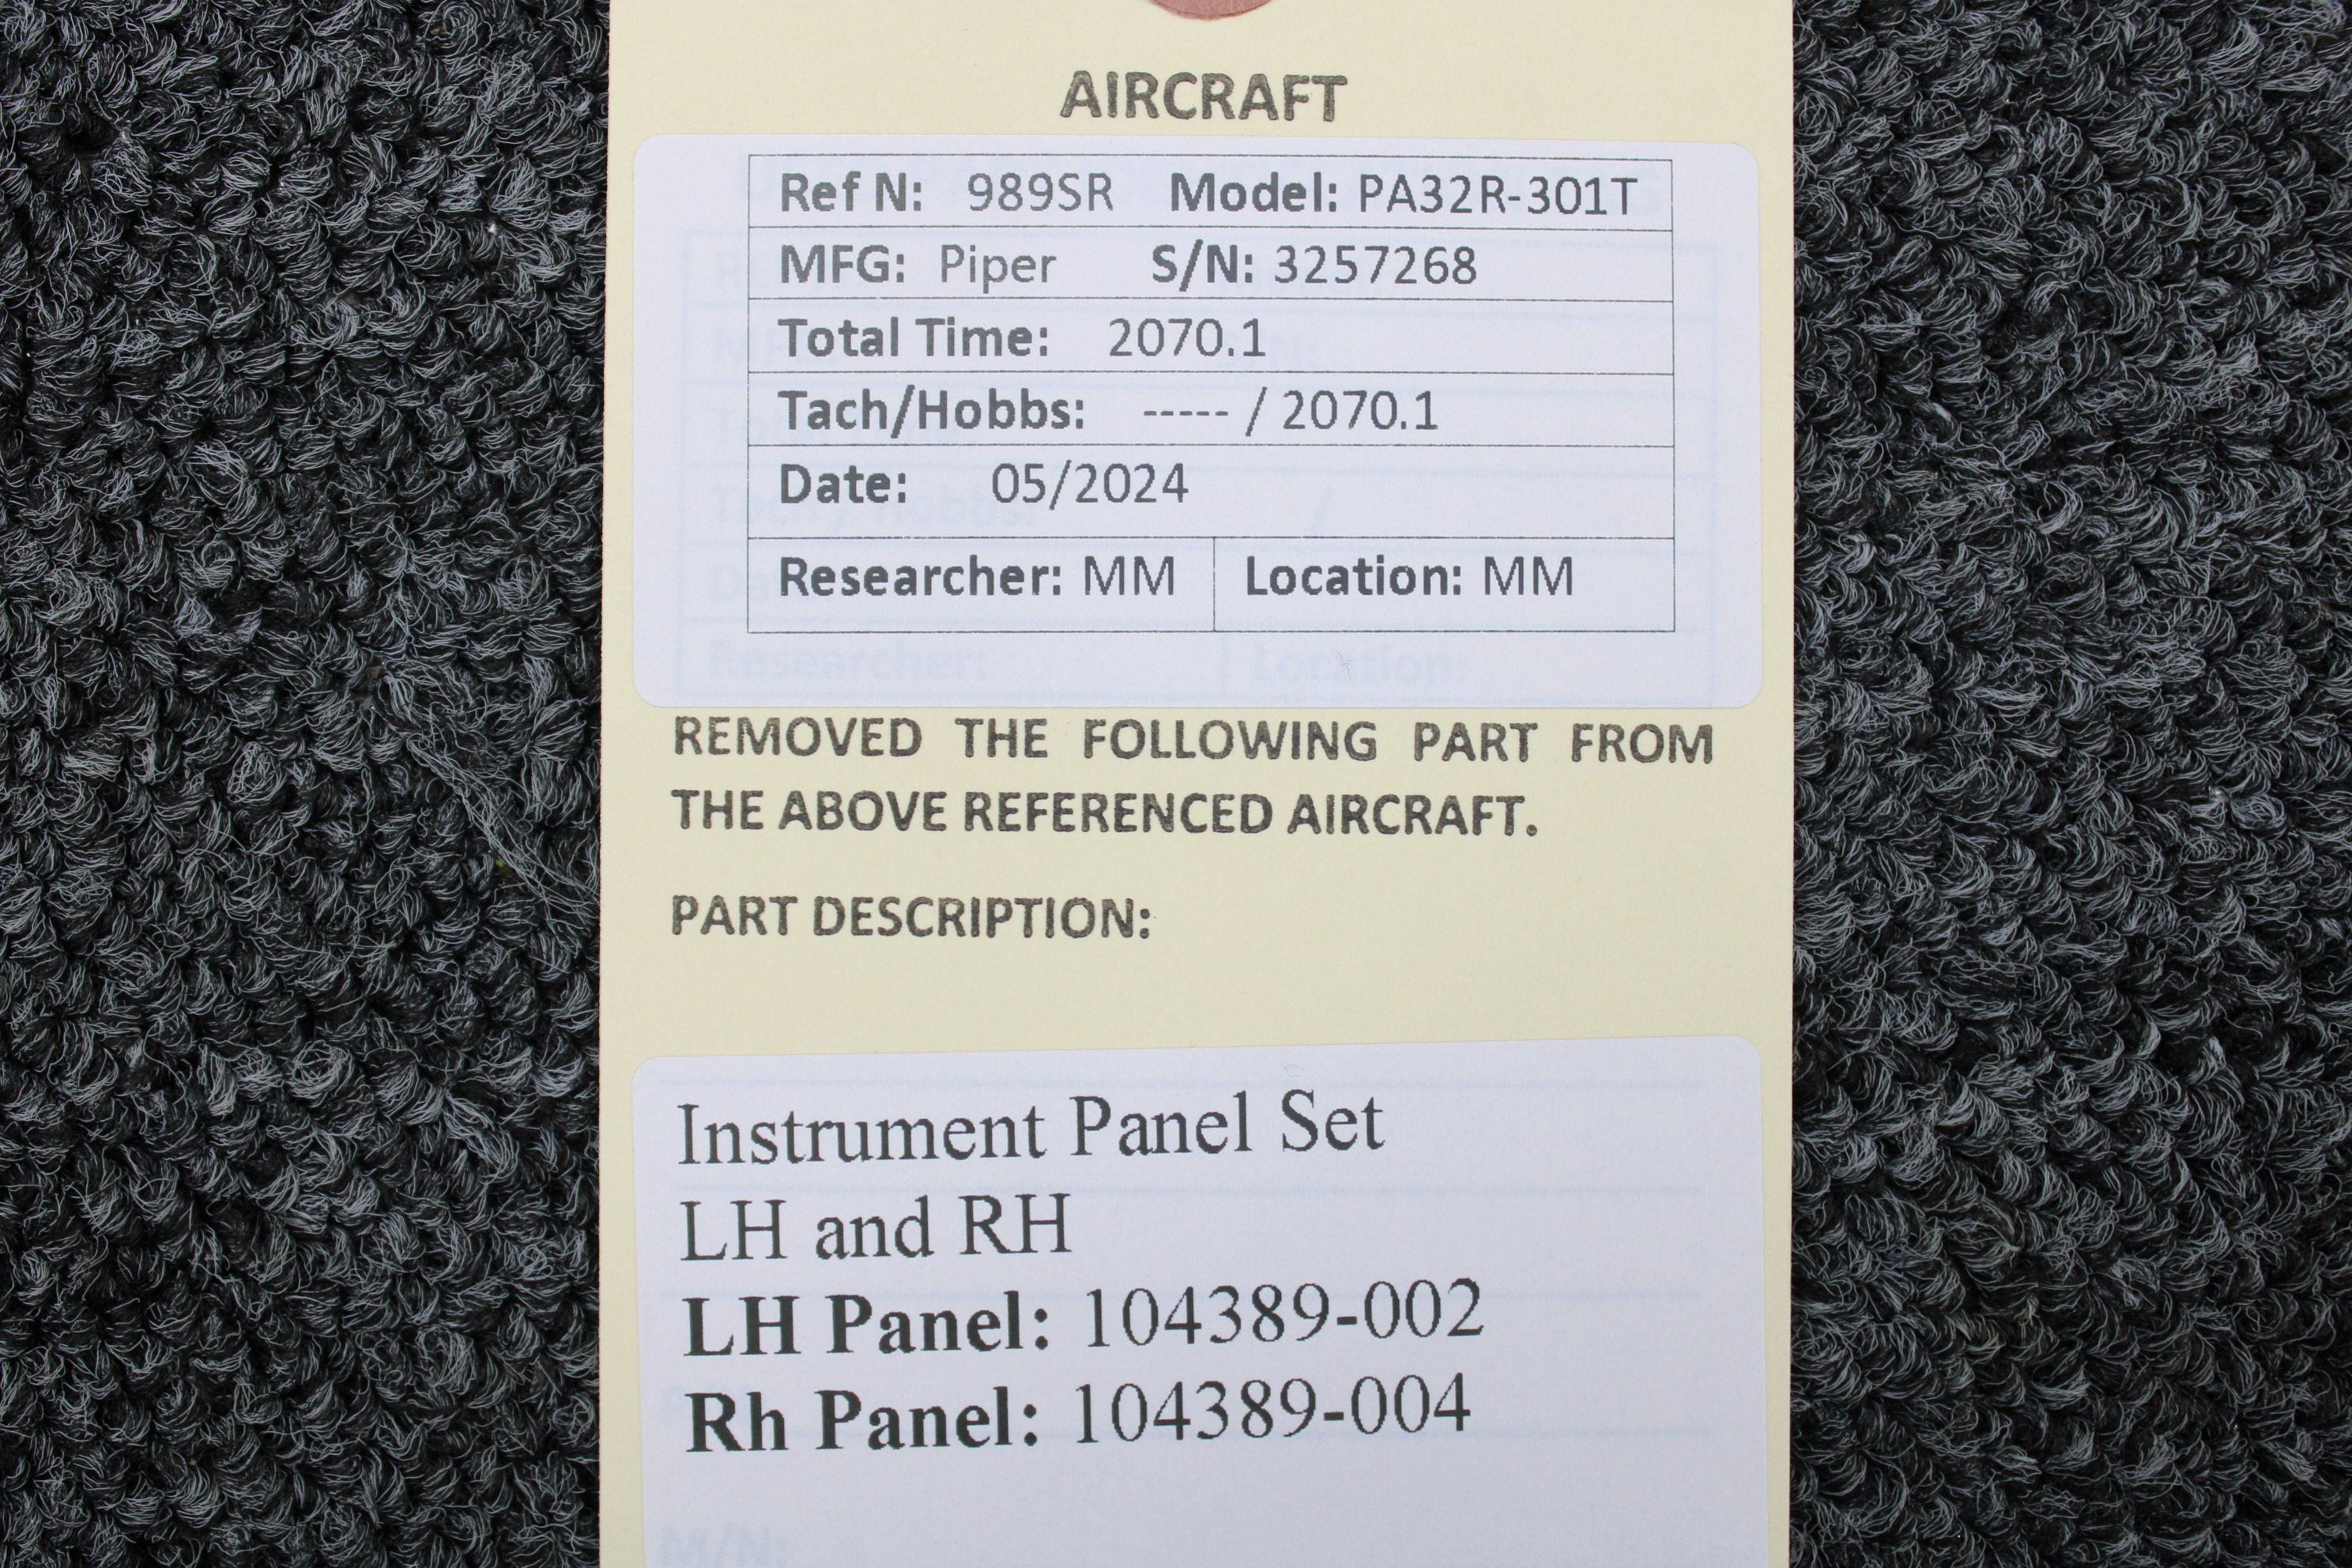 AIRCRAFT
Ref N: 989SR Model: PA32R-301T
MFG: Piper S/N: 3257268
Total Time: 2070.1
Tach/Hobbs: ----- / 2070.1
Date: 05/2024
Researcher: MM Location: MM
Researcher: Location:
REMOVED THE FOLLOWING PART FROM
THE ABOVE REFERENCED AIRCRAFT.
PART DESCRIPTION:
Instrument Panel Set
LH and RH
LH Panel: 104389-002
Rh Panel: 104389-004
M/N: